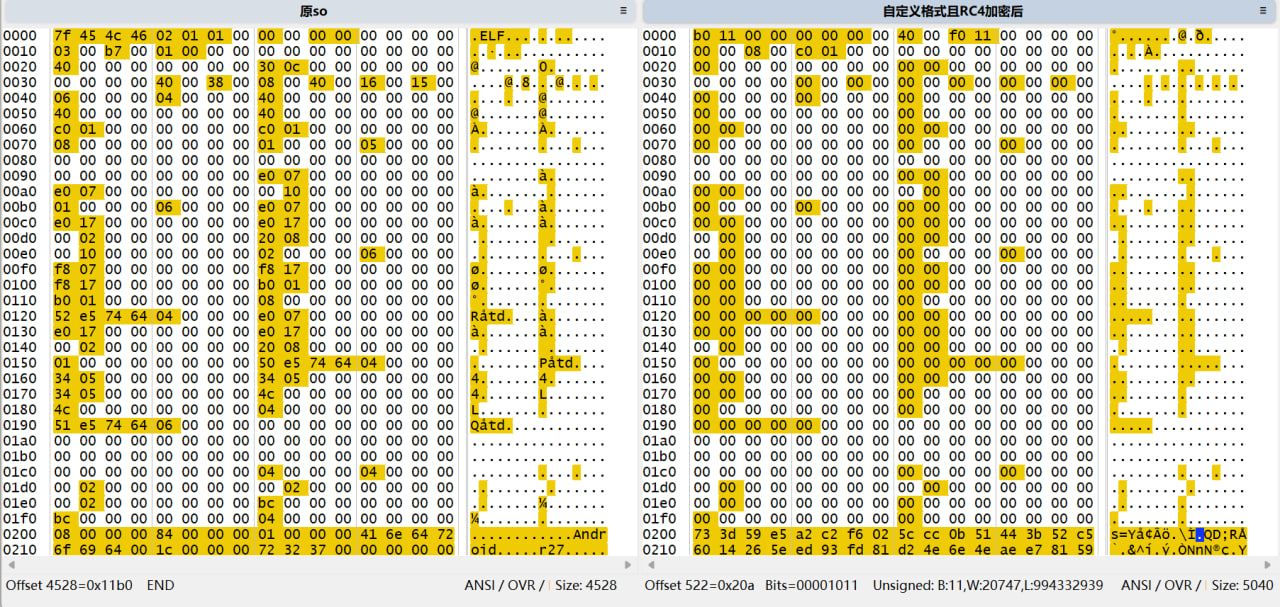 原so
0000 7f 45 4c 46 02 01 01 00 00 00 00 00 00 00 00 00 .ELF............
0010 03 00 b7 00 01 00 00 00 00 00 00 00 00 00 00 00 ..·.............
0020 40 00 00 00 00 00 00 00 30 0c 00 00 00 00 00 00 @.......0.......
0030 00 00 00 00 40 00 38 00 08 00 40 00 16 00 15 00 ....@.8...@.....
0040 06 00 00 00 04 00 00 00 40 00 00 00 00 00 00 00 ........@.......
0050 40 00 00 00 00 00 00 00 40 00 00 00 00 00 00 00 @.......@.......
0060 c0 01 00 00 00 00 00 00 c0 01 00 00 00 00 00 00 À.......À.......
0070 08 00 00 00 00 00 00 00 01 00 00 00 05 00 00 00 ................
0080 00 00 00 00 00 00 00 00 00 00 00 00 00 00 00 00 ................
0090 00 00 00 00 00 00 00 00 e0 07 00 00 00 00 00 00 ........à.......
00a0 e0 07 00 00 00 00 00 00 00 10 00 00 00 00 00 00 à...............
00b0 01 00 00 00 06 00 00 00 e0 07 00 00 00 00 00 00 ........à.......
00c0 e0 17 00 00 00 00 00 00 e0 17 00 00 00 00 00 00 à.......à.......
00d0 00 02 00 00 00 00 00 00 20 08 00 00 00 00 00 00 ........ .......
00e0 00 10 00 00 00 00 00 00 02 00 00 00 06 00 00 00 ................
00f0 f8 07 00 00 00 00 00 00 f8 17 00 00 00 00 00 00 ø.......ø.......
0100 f8 17 00 00 00 00 00 00 b0 01 00 00 00 00 00 00 ø.......°.......
0110 b0 01 00 00 00 00 00 00 08 00 00 00 00 00 00 00 °...............
0120 52 e5 74 64 04 00 00 00 e0 07 00 00 00 00 00 00 Råtd....à.......
0130 e0 17 00 00 00 00 00 00 e0 17 00 00 00 00 00 00 à.......à.......
0140 00 02 00 00 00 00 00 00 20 08 00 00 00 00 00 00 ........ .......
0150 01 00 00 00 00 00 00 00 50 e5 74 64 04 00 00 00 ........Påtd....
0160 34 05 00 00 00 00 00 00 34 05 00 00 00 00 00 00 4.......4.......
0170 34 05 00 00 00 00 00 00 4c 00 00 00 00 00 00 00 4.......L.......
0180 4c 00 00 00 00 00 00 00 04 00 00 00 00 00 00 00 L...............
0190 51 e5 74 64 06 00 00 00 00 00 00 00 00 00 00 00 Qåtd............
01a0 00 00 00 00 00 00 00 00 00 00 00 00 00 00 00 00 ................
01b0 00 00 00 00 00 00 00 00 00 00 00 00 00 00 00 00 ................
01c0 00 00 00 00 00 00 00 00 04 00 00 00 04 00 00 00 ................
01d0 00 02 00 00 00 00 00 00 00 02 00 00 00 00 00 00 ................
01e0 00 02 00 00 00 00 00 00 bc 00 00 00 00 00 00 00 ........¼.......
01f0 bc 00 00 00 00 00 00 00 04 00 00 00 00 00 00 00 ¼...............
0200 08 00 00 00 84 00 00 00 01 00 00 00 41 6e 64 72 ............Andr
0210 6f 69 64 00 1c 00 00 00 72 32 37 00 00 00 00 00 oid.....r27.....
Offset 4528=0x11b0 END ANSI / OVR / Size: 4528
自定义格式且RC4加密后
0000 b0 11 00 00 00 00 00 00 40 00 f0 11 00 00 00 00 °.......@.ð.....
0010 00 00 08 00 c0 01 00 00 00 00 00 00 00 00 00 00 ....À...........
0020 00 00 00 00 00 00 00 00 00 00 00 00 00 00 00 00 ................
0030 00 00 00 00 00 00 00 00 00 00 00 00 00 00 00 00 ................
0040 00 00 00 00 00 00 00 00 00 00 00 00 00 00 00 00 ................
0050 00 00 00 00 00 00 00 00 00 00 00 00 00 00 00 00 ................
0060 00 00 00 00 00 00 00 00 00 00 00 00 00 00 00 00 ................
0070 00 00 00 00 00 00 00 00 00 00 00 00 00 00 00 00 ................
0080 00 00 00 00 00 00 00 00 00 00 00 00 00 00 00 00 ................
0090 00 00 00 00 00 00 00 00 00 00 00 00 00 00 00 00 ................
00a0 00 00 00 00 00 00 00 00 00 00 00 00 00 00 00 00 ................
00b0 00 00 00 00 00 00 00 00 00 00 00 00 00 00 00 00 ................
00c0 00 00 00 00 00 00 00 00 00 00 00 00 00 00 00 00 ................
00d0 00 00 00 00 00 00 00 00 00 00 00 00 00 00 00 00 ................
00e0 00 00 00 00 00 00 00 00 00 00 00 00 00 00 00 00 ................
00f0 00 00 00 00 00 00 00 00 00 00 00 00 00 00 00 00 ................
0100 00 00 00 00 00 00 00 00 00 00 00 00 00 00 00 00 ................
0110 00 00 00 00 00 00 00 00 00 00 00 00 00 00 00 00 ................
0120 00 00 00 00 00 00 00 00 00 00 00 00 00 00 00 00 ................
0130 00 00 00 00 00 00 00 00 00 00 00 00 00 00 00 00 ................
0140 00 00 00 00 00 00 00 00 00 00 00 00 00 00 00 00 ................
0150 00 00 00 00 00 00 00 00 00 00 00 00 00 00 00 00 ................
0160 00 00 00 00 00 00 00 00 00 00 00 00 00 00 00 00 ................
0170 00 00 00 00 00 00 00 00 00 00 00 00 00 00 00 00 ................
0180 00 00 00 00 00 00 00 00 00 00 00 00 00 00 00 00 ................
0190 00 00 00 00 00 00 00 00 00 00 00 00 00 00 00 00 ................
01a0 00 00 00 00 00 00 00 00 00 00 00 00 00 00 00 00 ................
01b0 00 00 00 00 00 00 00 00 00 00 00 00 00 00 00 00 ................
01c0 00 00 00 00 00 00 00 00 00 00 00 00 00 00 00 00 ................
01d0 00 00 00 00 00 00 00 00 00 00 00 00 00 00 00 00 ................
01e0 00 00 00 00 00 00 00 00 00 00 00 00 00 00 00 00 ................
01f0 00 00 00 00 00 00 00 00 00 00 00 00 00 00 00 00 ................
0200 73 3d 59 e5 a2 c2 f6 02 5c cc 0b 51 44 3b 52 c5 s=Yå¢Âö.\Ì.QD;RÅ
0210 60 14 26 5e ed 93 fd 81 d2 4e 6e 4e ae e7 81 59
Offset 522=0x20a Bits=00001011 Unsigned: B:11,W:20747,L:994332939 ANSI / OVR / Size: 5040